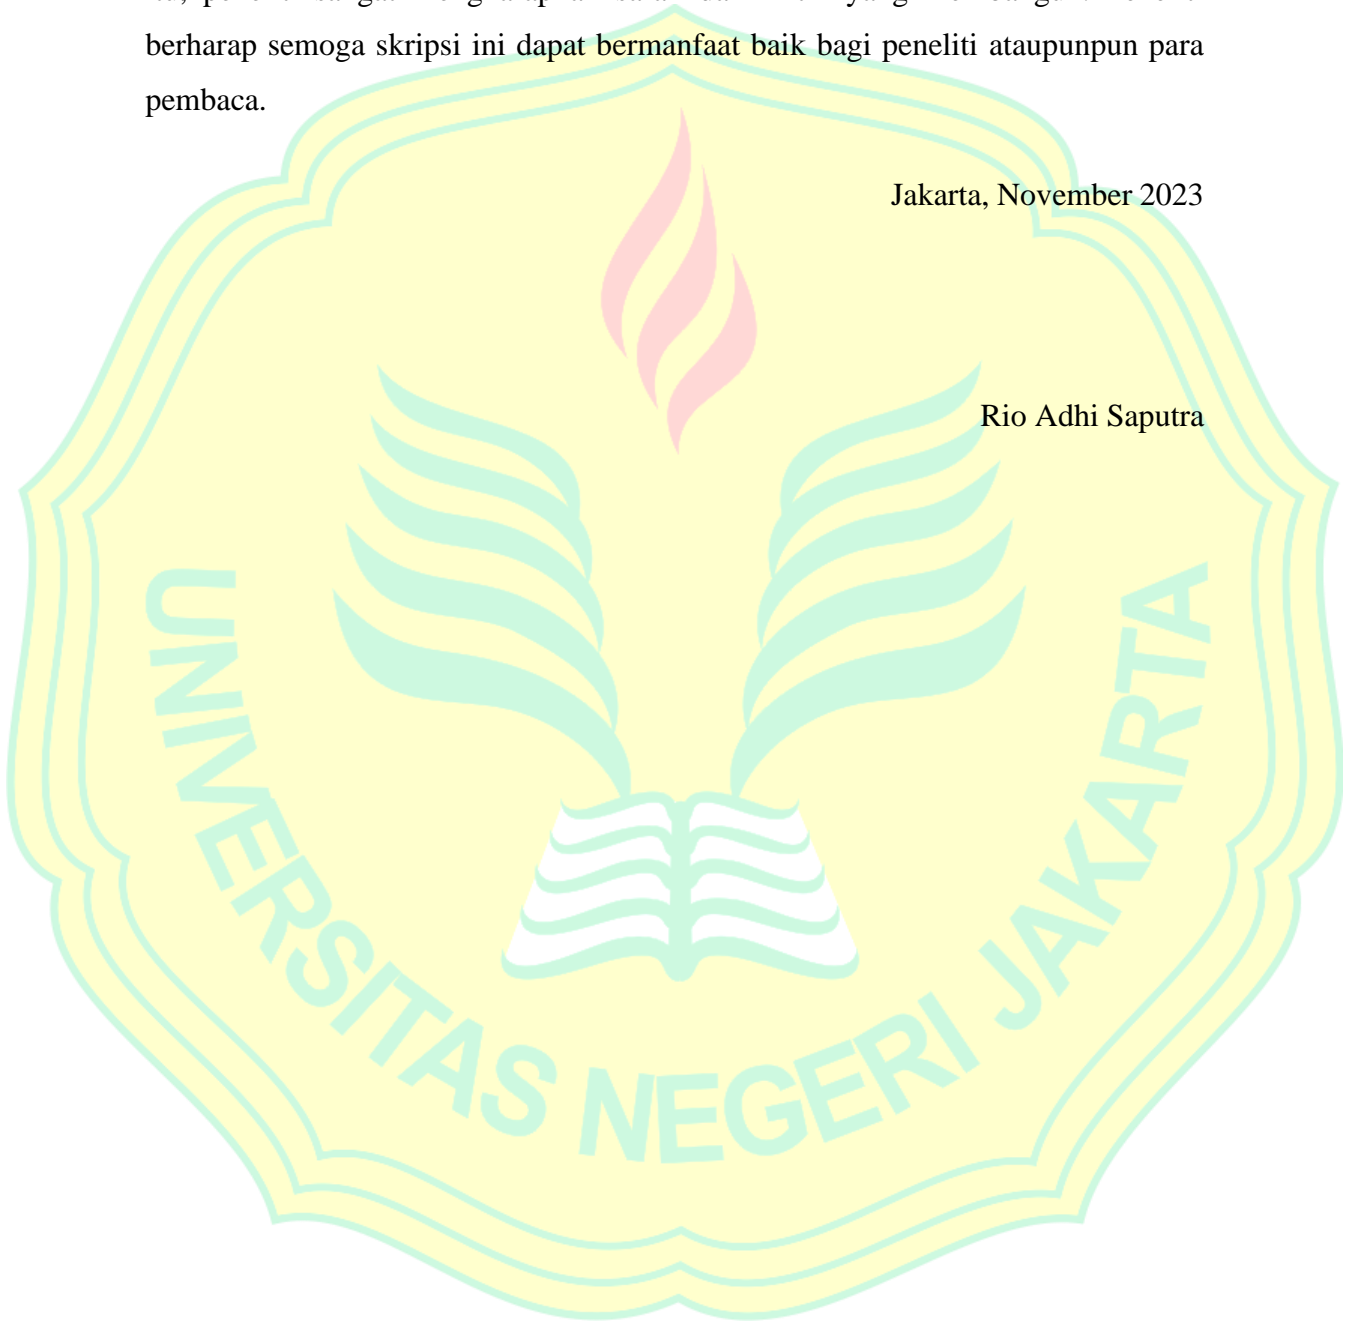 berharap semoga skripsi ini dapat bermanfaat baik bagi peneliti ataupunpun para
pembaca.
Jakarta, November 2023
Rio Adhi Saputra
UNIVERSITAS NEGERI JAKARTA